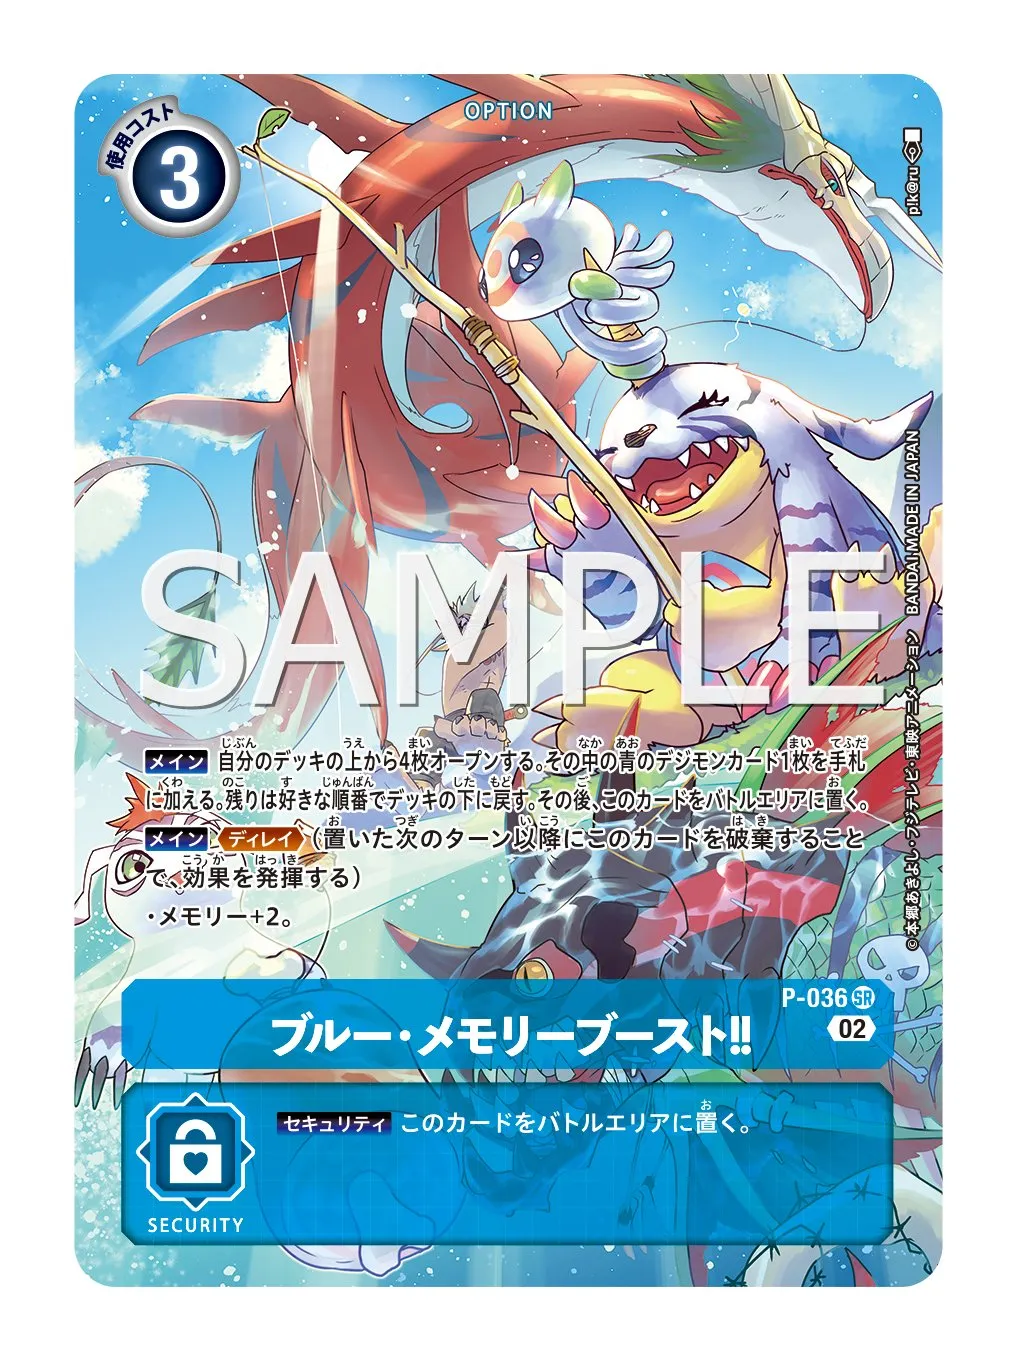 OPTION
使用コスト
3
p!k@ru
SAMPLE
BANDAI・MADE IN JAPAN
©本郷あきよし・フジテレビ・東映アニメーション
メイン 自分のデッキの上から4枚オープンする。その中の青のデジモンカード1枚を手札
に加える。残りは好きな順番でデッキの下に戻す。その後、このカードをバトルエリアに置く。
メイン ディレイ (置いた次のターン以降にこのカードを破棄すること
で、効果を発揮する)
・メモリー+2。
P-036 SR
02
ブルー・メモリーブースト!!
セキュリティ このカードをバトルエリアに置く。
SECURITY